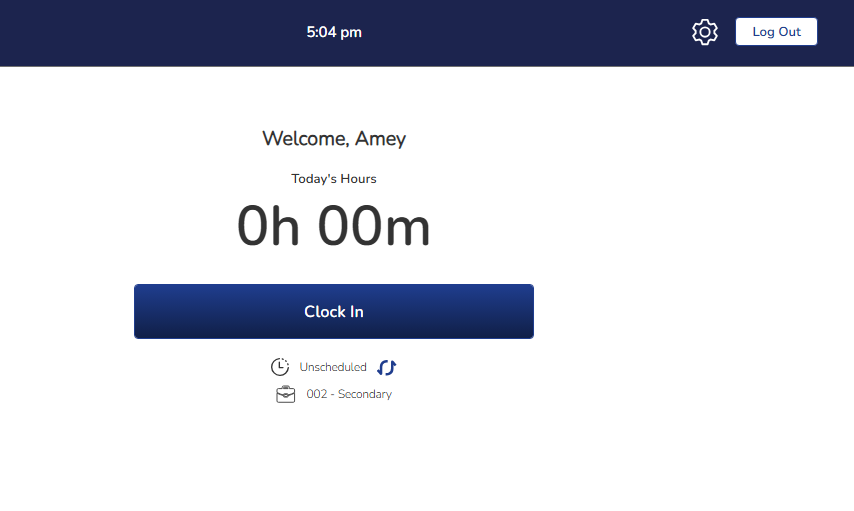 5:04 pm
Log Out
Welcome, Amey
Today's Hours
0h 00m
Clock In
Unscheduled
002 - Secondary